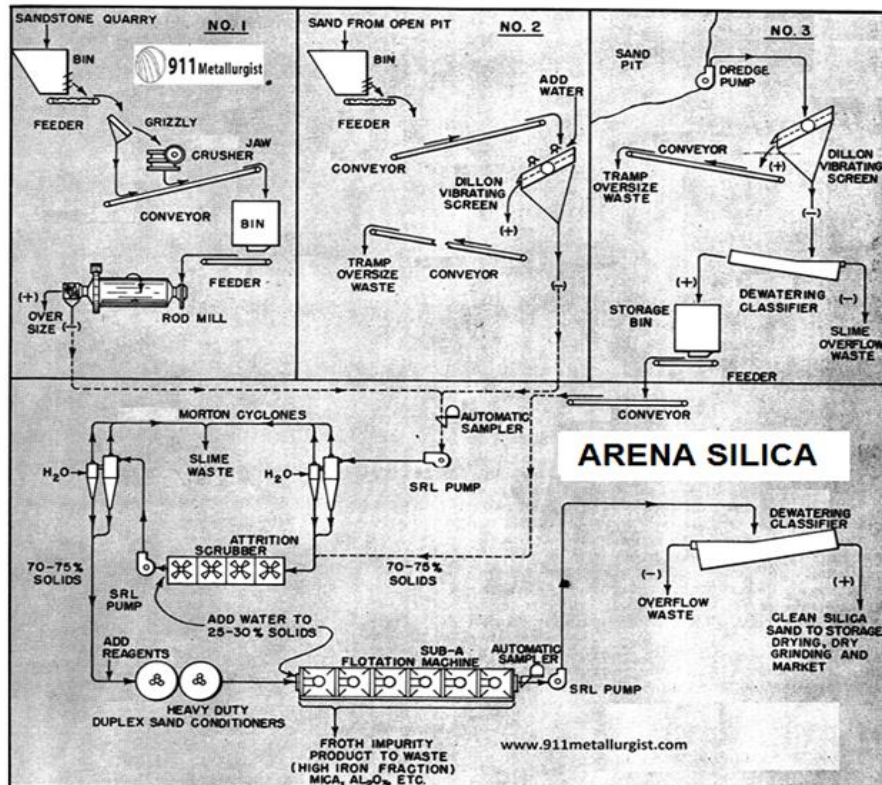 SANDSTONE QUARRY
NO. 1
BIN
911Metallurgist
FEEDER
GRIZZLY
JAW
CRUSHER
CONVEYOR
BIN
FEEDER
ROD MILL
(+)
OVER
SIZE
(-)
SAND FROM OPEN PIT
NO. 2
BIN
ADD
WATER
FEEDER
CONVEYOR
DILLON
VIBRATING
SCREEN
(+)
TRAMP
OVERSIZE
WASTE
CONVEYOR
(-)
NO. 3
SAND
PIT
DREDGE
PUMP
CONVEYOR
(+)
TRAMP
OVERSIZE
WASTE
DILLON
VIBRATING
SCREEN
(-)
(+)
DEWATERING
CLASSIFIER
(-)
STORAGE
BIN
SLIME
OVERFLOW
WASTE
FEEDER
CONVEYOR
MORTON CYCLONES
AUTOMATIC
SAMPLER
SLIME
WASTE
H2O
H2O
SRL PUMP
ARENA SILICA
ATTRITION
SCRUBBER
70-75%
SOLIDS
70-75%
SOLIDS
SRL
PUMP
DEWATERING
CLASSIFIER
(-)
(+)
OVERFLOW
WASTE
CLEAN SILICA
SAND TO STORAGE
DRYING, DRY
GRINDING AND
MARKET
ADD WATER TO
25-30% SOLIDS
ADD
REAGENTS
SUB-A
FLOTATION MACHINE
AUTOMATIC
SAMPLER
SRL PUMP
HEAVY DUTY
DUPLEX SAND CONDITIONERS
FROTH IMPURITY
PRODUCT TO WASTE
(HIGH IRON FRACTION)
MICA, AL2O3, ETC.
www.911metallurgist.com